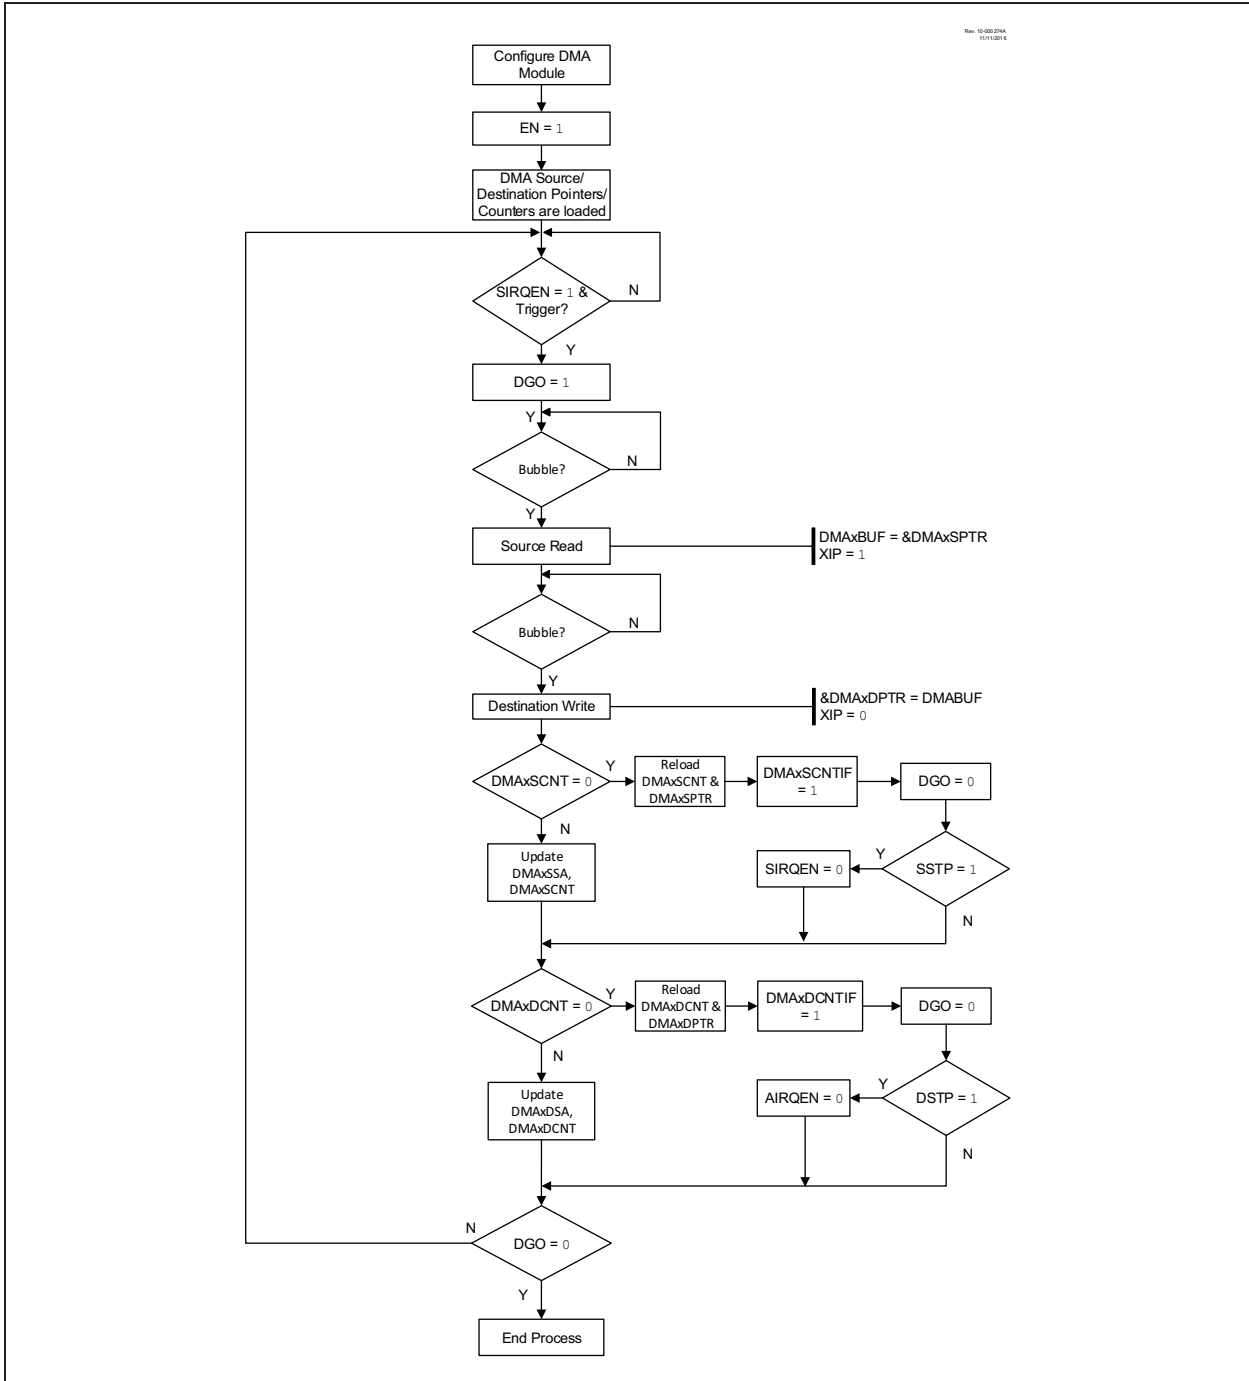 Rev. 10-000 274A
11/11/2016
Configure DMA
Module
EN = 1
DMA Source/
Destination Pointers/
Counters are loaded
SIRQEN = 1 &
Trigger?
N
Y
DGO = 1
Y
Bubble?
N
Y
Source Read
DMAxBUF = &DMAxSPTR
XIP = 1
Bubble?
N
Y
Destination Write
&DMAxDPTR = DMABUF
XIP = 0
DMAxSCNT = 0
Y
Reload
DMAxSCNT &
DMAxSPTR
DMAxSCNTIF
= 1
DGO = 0
N
Update
DMAxSSA,
DMAxSCNT
SIRQEN = 0
Y
SSTP = 1
N
DMAxDCNT = 0
Y
Reload
DMAxDCNT &
DMAxDPTR
DMAxDCNTIF
= 1
DGO = 0
N
Update
DMAxDSA,
DMAxDCNT
AIRQEN = 0
Y
DSTP = 1
N
N
DGO = 0
Y
End Process